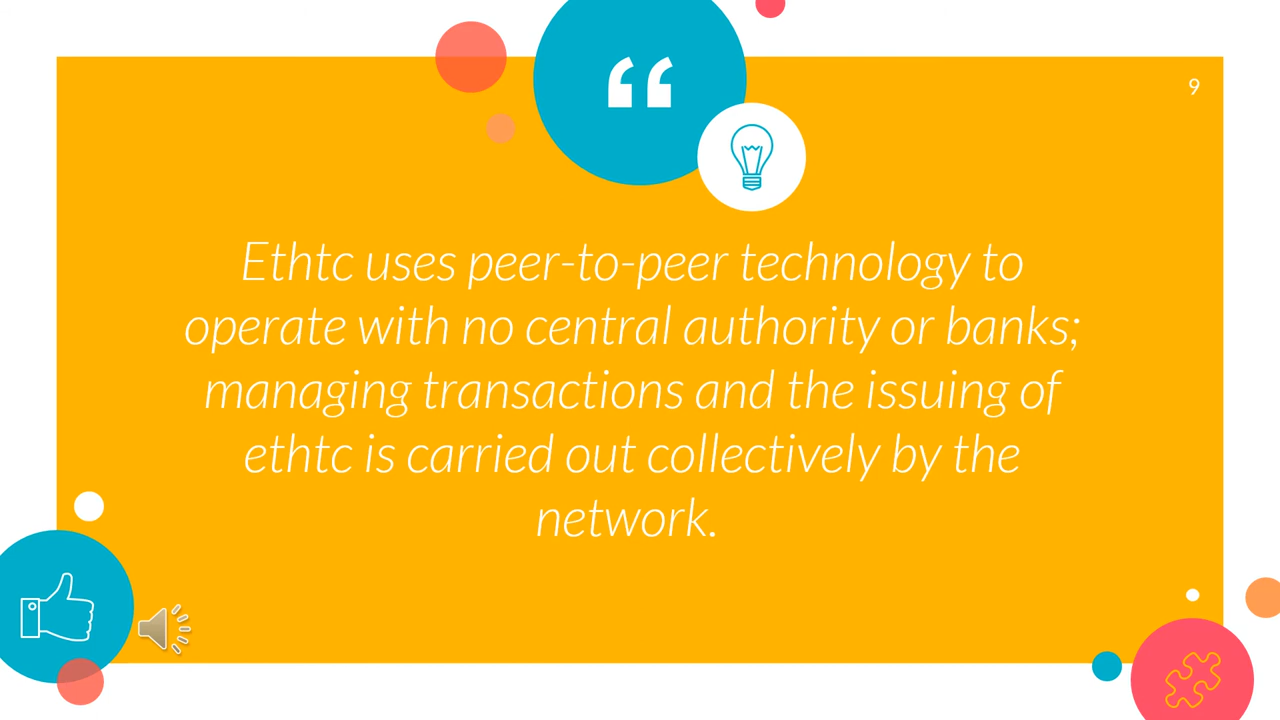 “
9
Ethtc uses peer-to-peer technology to
operate with no central authority or banks;
managing transactions and the issuing of
ethtc is carried out collectively by the
network.